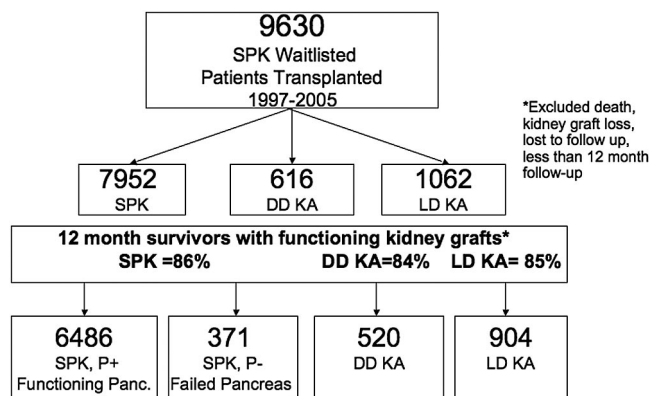 9630
SPK Waitlisted
Patients Transplanted
1997-2005
*Excluded death,
kidney graft loss,
lost to follow up,
less than 12 month
follow-up
7952
SPK
616
DD KA
1062
LD KA
12 month survivors with functioning kidney grafts*
SPK =86% DD KA=84% LD KA= 85%
6486
SPK, P+
Functioning Panc.
371
SPK, P-
Failed Pancreas
520
DD KA
904
LD KA